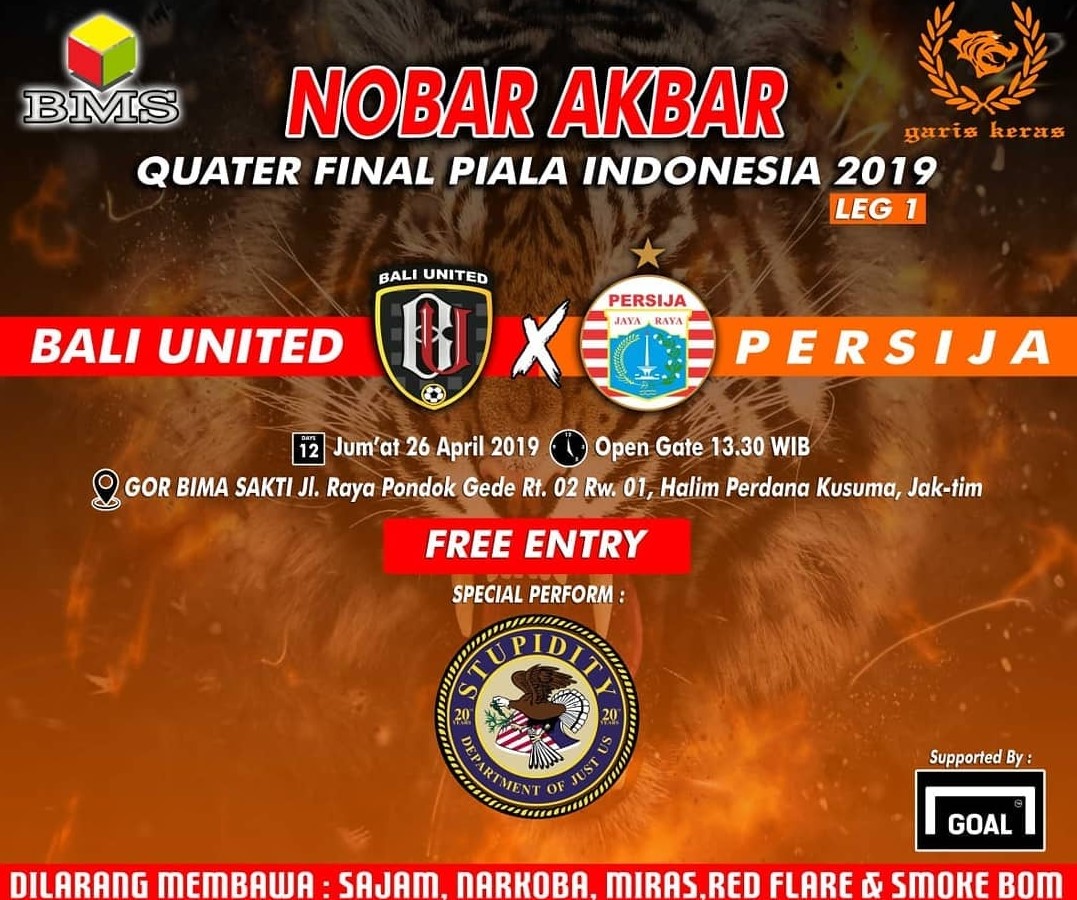 BMS
garis keras
NOBAR AKBAR
QUATER FINAL PIALA INDONESIA 2019
LEG 1
BALI UNITED
BALI UNITED
X
PERSIJA
JAYA RAYA
PERSIJA
DAYS
12
Jum'at 26 April 2019
Open Gate 13.30 WIB
GOR BIMA SAKTI Jl. Raya Pondok Gede Rt. 02 Rw. 01, Halim Perdana Kusuma, Jak-tim
FREE ENTRY
SPECIAL PERFORM :
STUPIDITY
20 YEARS
20 YEARS
DEPARTMENT OF JUST US
Supported By :
GOAL
DILARANG MEMBAWA : SAJAM, NARKOBA, MIRAS,RED FLARE & SMOKE BOM